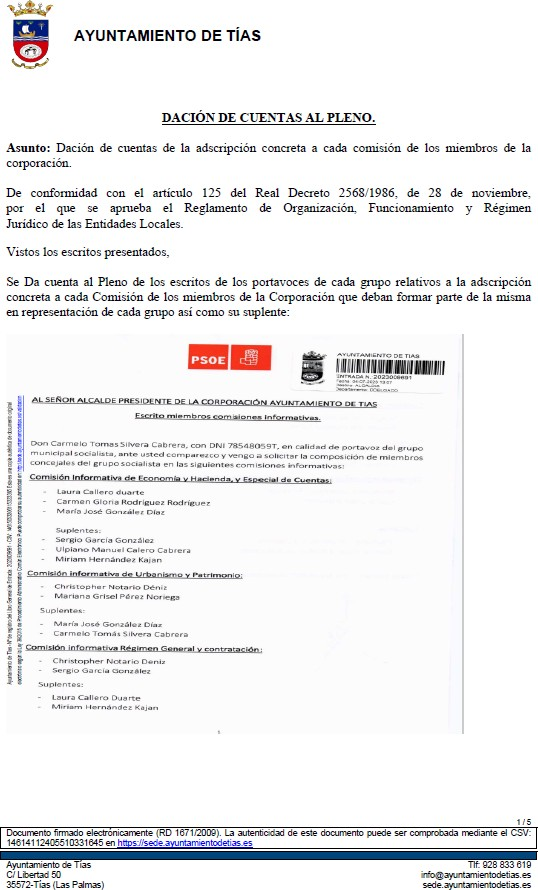 AYUNTAMIENTO DE TÍAS
DACIÓN DE CUENTAS AL PLENO.
Asunto: Dación de cuentas de la adscripción concreta a cada comisión de los miembros de la
corporación.
De conformidad con el artículo 125 del Real Decreto 2568/1986, de 28 de noviembre,
por el que se aprueba el Reglamento de Organización, Funcionamiento y Régimen
Jurídico de las Entidades Locales.
Vistos los escritos presentados,
Se Da cuenta al Pleno de los escritos de los portavoces de cada grupo relativos a la adscripción
concreta a cada Comisión de los miembros de la Corporación que deban formar parte de la misma
en representación de cada grupo así como su suplente:
PSOE
AYUNTAMIENTO DE TIAS
ENTRADA N. 2023009691
AL SEÑOR ALCALDE PRESIDENTE DE LA CORPORACIÓN AYUNTAMIENTO DE TIAS
Escrito miembros comisiones informativas.
Don Carmelo Tomas Silvera Cabrera, con DNI 78548059T, en calidad de portavoz del grupo
municipal socialista, ante usted comparezco y vengo a solicitar la composición de miembros
concejales del grupo socialista en las siguientes comisiones informativas:
Comisión Informativa de Economía y Hacienda, y Especial de Cuentas:
- Laura Callero duarte
- Carmen Gloria Rodríguez Rodríguez
- María José González Díaz
Suplentes:
- Sergio García González
- Ulpiano Manuel Calero Cabrera
- Miriam Hernández Kajan
Comisión informativa de Urbanismo y Patrimonio:
- Christopher Notario Déniz
- Mariana Grisel Pérez Noriega
Suplentes:
- María José González Díaz
- Carmelo Tomás Silvera Cabrera
Comisión informativa Régimen General y contratación:
- Christopher Notario Deniz
- Sergio García González
Suplentes:
- Laura Callero Duarte
- Miriam Hernández Kajan
1 / 5
Documento firmado electrónicamente (RD 1671/2009). La autenticidad de este documento puede ser comprobada mediante el CSV:
14614112405510331645 en https://sede.ayuntamientodetias.es
Ayuntamiento de Tías Tlf: 928 833 619
C/ Libertad 50 info@ayuntamientodetias.es
35572-Tías (Las Palmas) sede.ayuntamientodetias.es